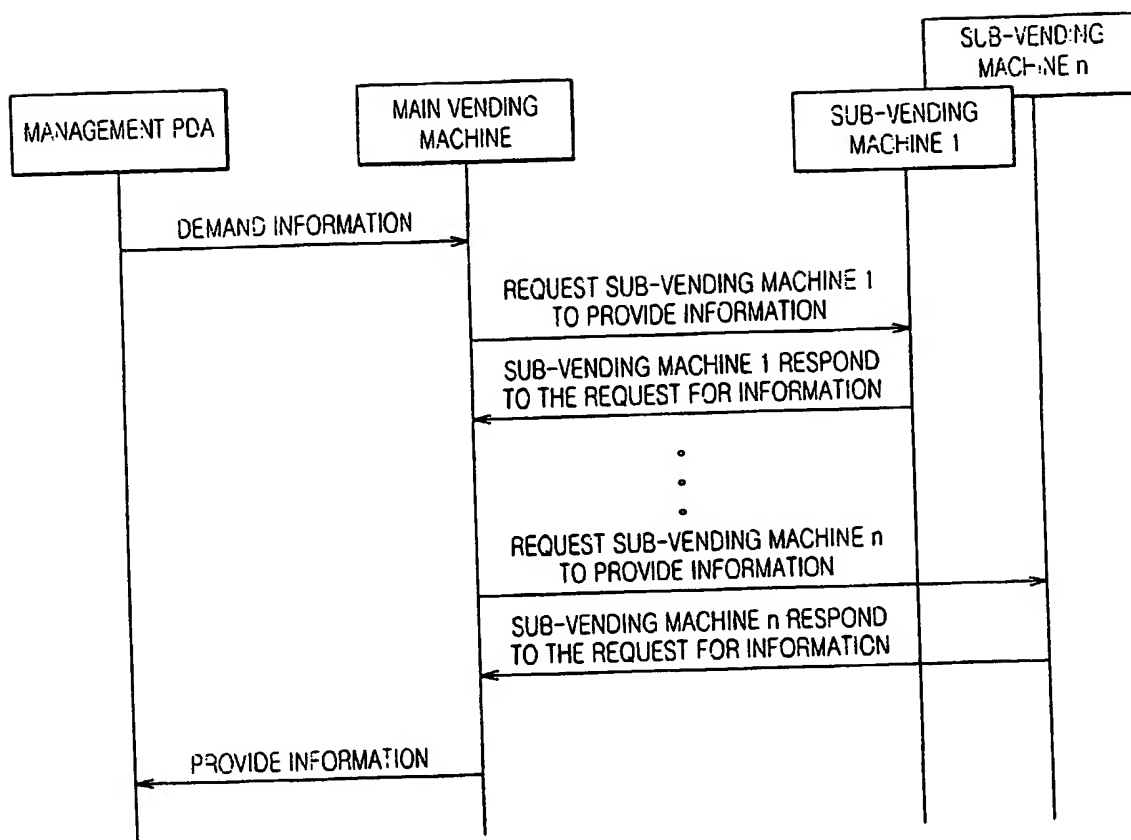 SUB-VENDING
MACHINE n
MANAGEMENT PDA
MAIN VENDING
MACHINE
SUB-VENDING
MACHINE 1
DEMAND INFORMATION
REQUEST SUB-VENDING MACHINE 1
TO PROVIDE INFORMATION
SUB-VENDING MACHINE 1 RESPOND
TO THE REQUEST FOR INFORMATION
REQUEST SUB-VENDING MACHINE n
TO PROVIDE INFORMATION
SUB-VENDING MACHINE n RESPOND
TO THE REQUEST FOR INFORMATION
PROVIDE INFORMATION